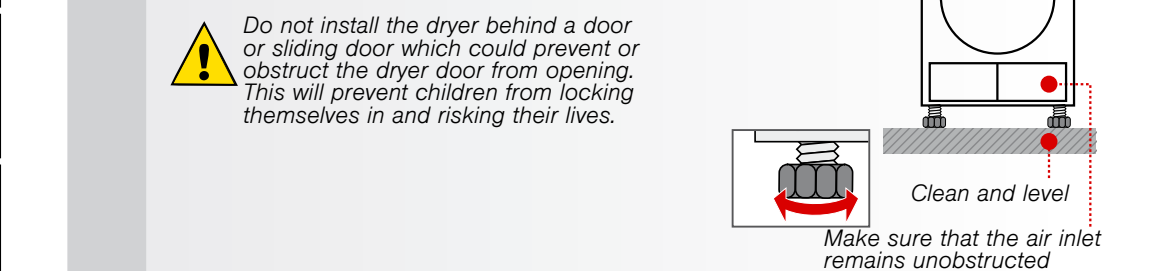 Do not install the dryer behind a door
or sliding door which could prevent or
obstruct the dryer door from opening.
This will prevent children from locking
themselves in and risking their lives.
Clean and level
Make sure that the air inlet
remains unobstructed